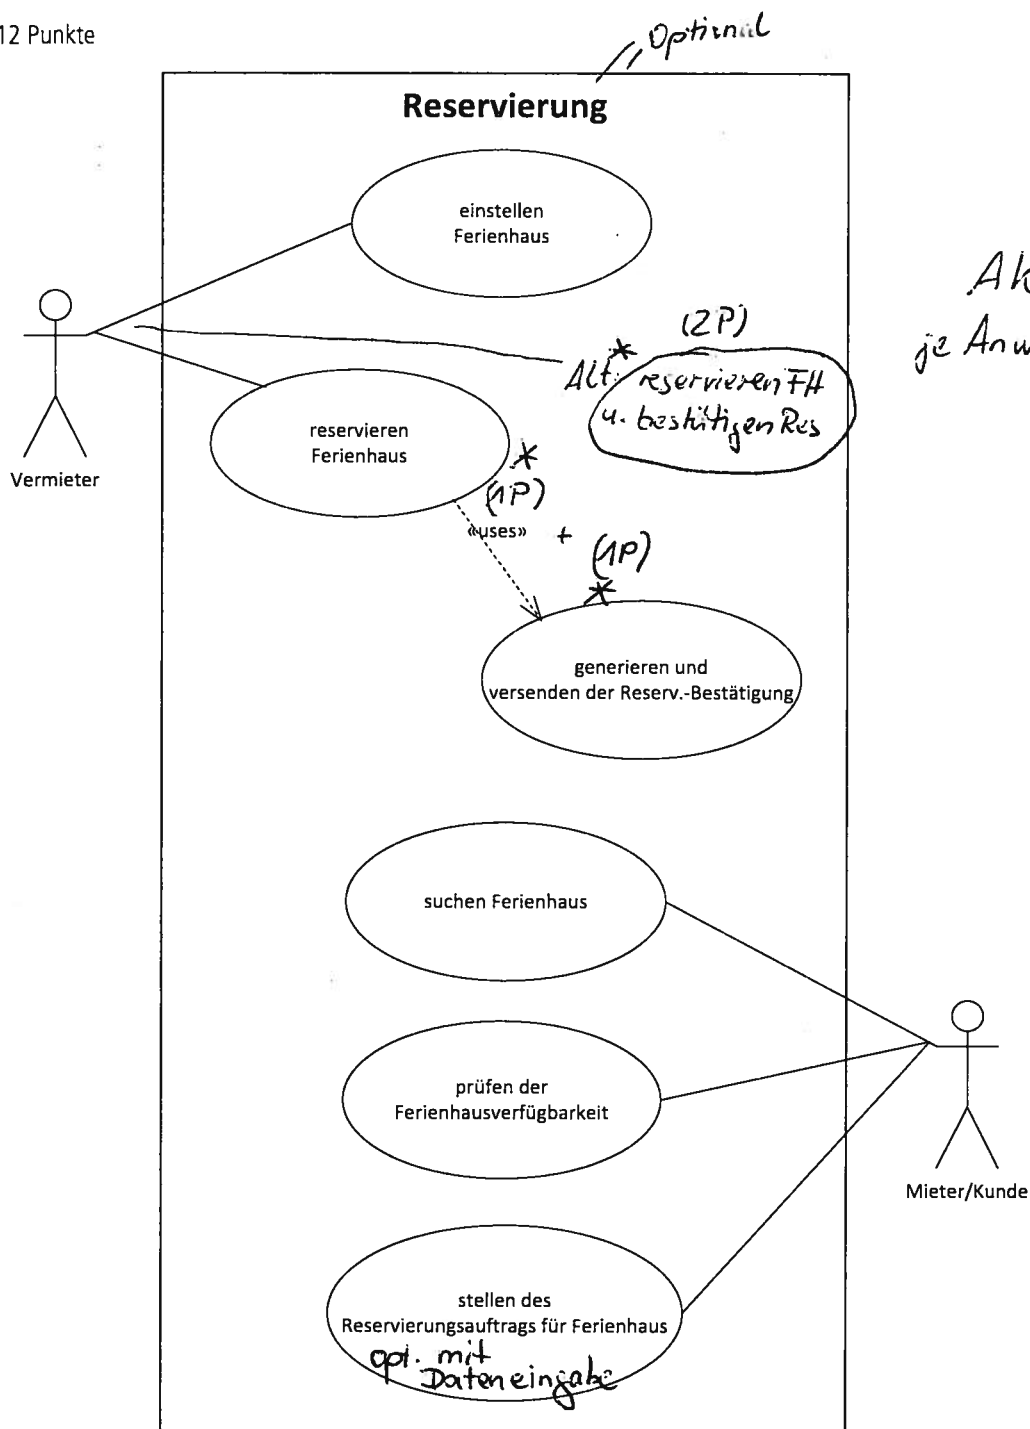 12 Punkte
Optional
Reservierung
einstellen
Ferienhaus
(2P)
je
Alt. * reservieren FH
u. bestätigen Res
reservieren
Ferienhaus
Vermieter
*
(1P)
«uses» + (1P)
*
generieren und
versenden der Reserv.-Bestätigung
suchen Ferienhaus
prüfen der
Ferienhausverfügbarkeit
Mieter/Kunde
stellen des
Reservierungsauftrags für Ferienhaus
opt. mit
Dateneingabe